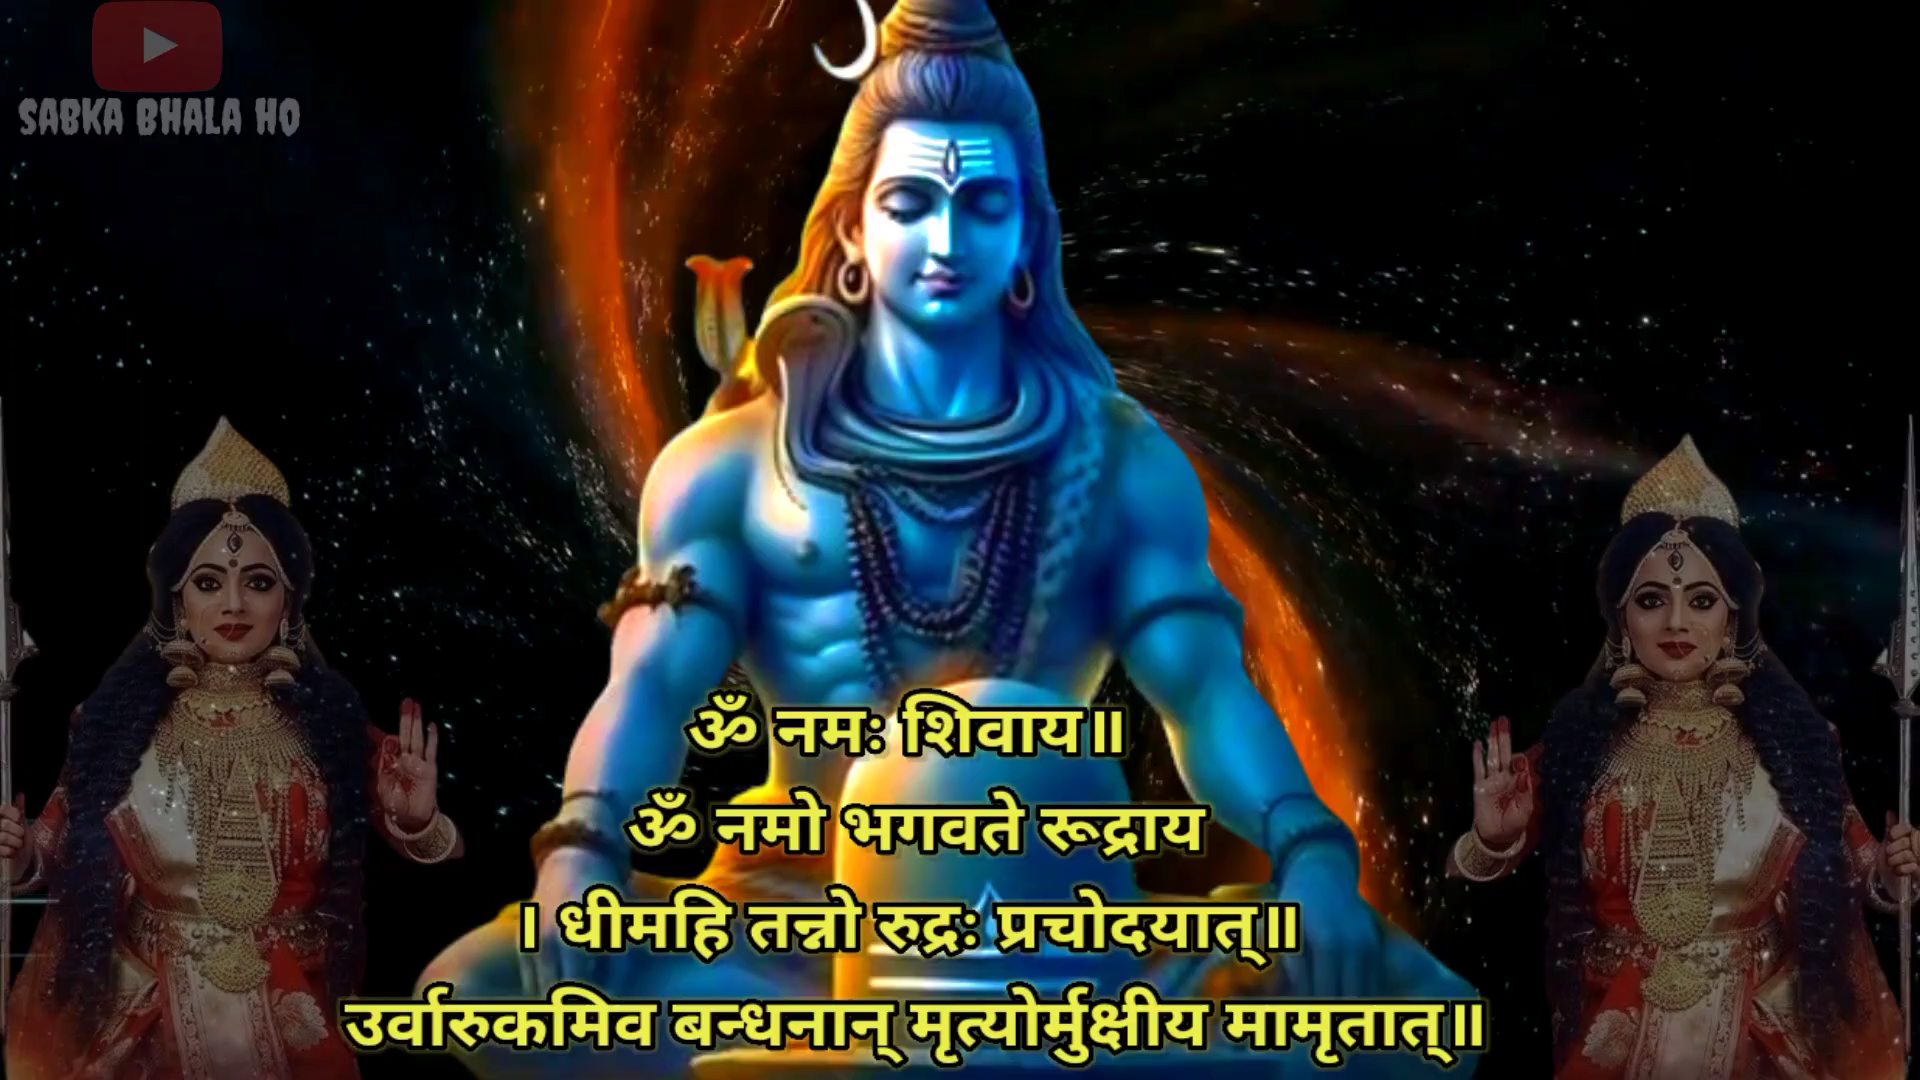 SABKA BHALA HO
ॐ नमः शिवाय॥
ॐ नमो भगवते रूद्राय
। धीमहि तन्नो रुद्रः प्रचोदयात्॥
उर्वारुकमिव बन्धनान् मृत्योर्मुक्षीय मामृतात्॥